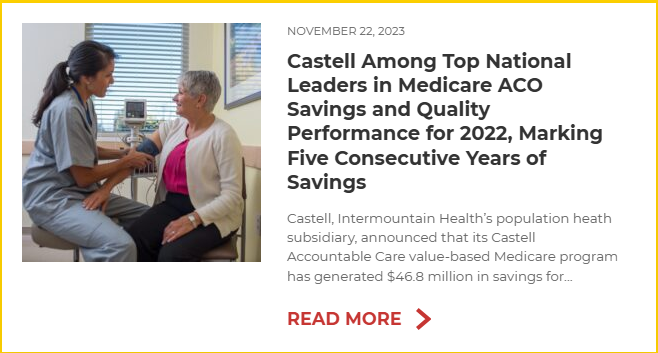 NOVEMBER 22, 2023
Castell Among Top National
Leaders in Medicare ACO
Savings and Quality
Performance for 2022, Marking
Five Consecutive Years of
Savings
Castell, Intermountain Health's population heath
subsidiary, announced that its Castell
Accountable Care value-based Medicare program
has generated $46.8 million in savings for...
READ MORE